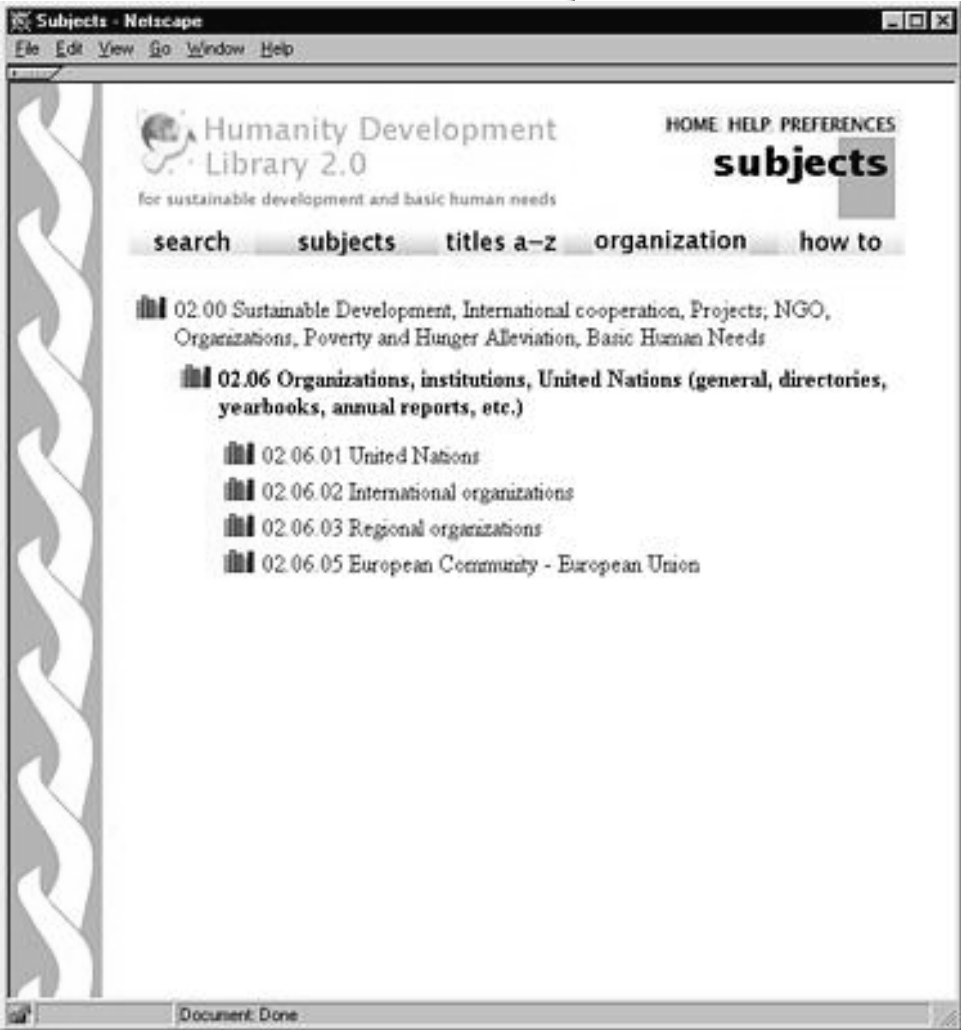 Subjects - Netscape
File Edit View Go Window Help
Humanity Development
Library 2.0
for sustainable development and basic human needs
HOME HELP PREFERENCES
subjects
search subjects titles a-z organization how to
02.00 Sustainable Development, International cooperation, Projects; NGO,
Organizations, Poverty and Hunger Alleviation, Basic Human Needs
02.06 Organizations, institutions, United Nations (general, directories,
yearbooks, annual reports, etc.)
02.06.01 United Nations
02.06.02 International organizations
02.06.03 Regional organizations
02.06.05 European Community - European Union
Document: Done